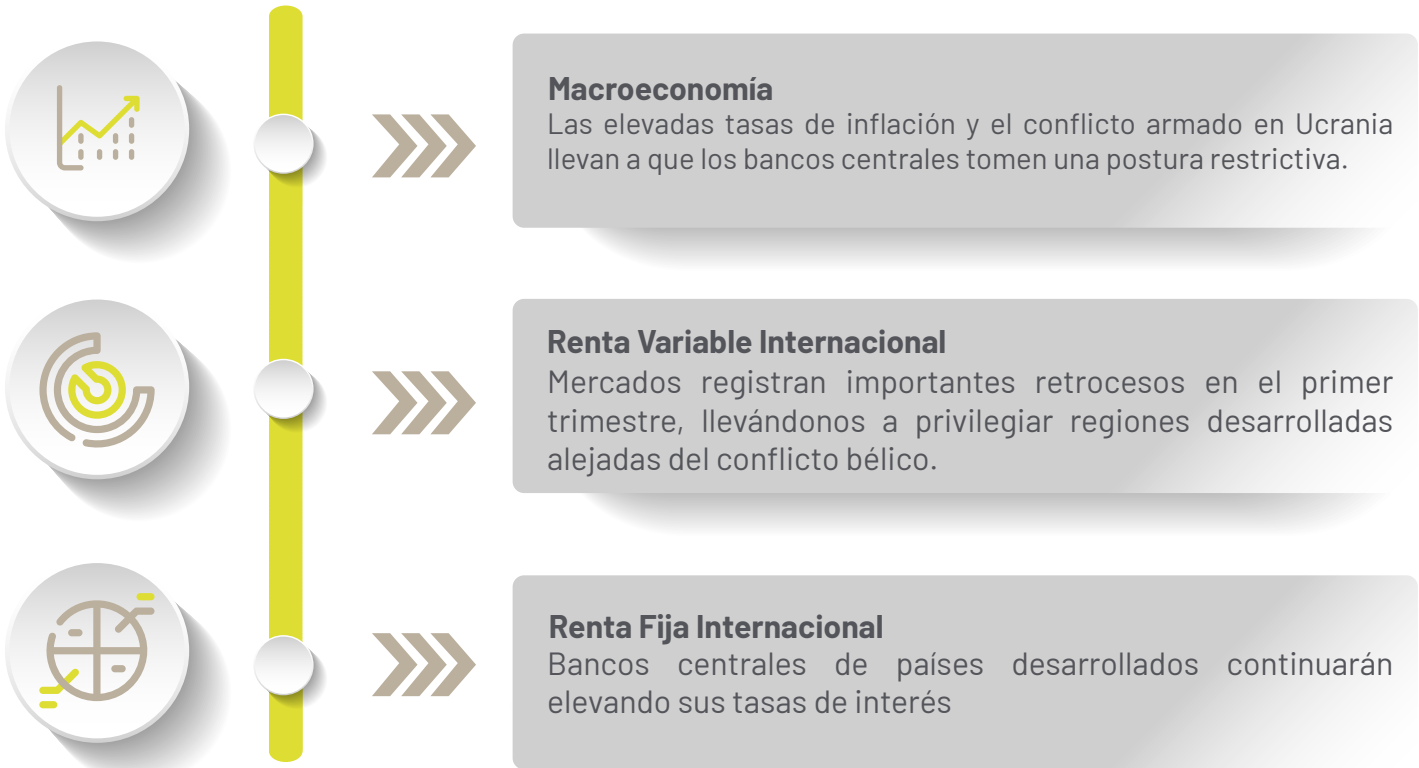 Macroeconomía
Las elevadas tasas de inflación y el conflicto armado en Ucrania
llevan a que los bancos centrales tomen una postura restrictiva.
Renta Variable Internacional
Mercados registran importantes retrocesos en el primer
trimestre, llevándonos a privilegiar regiones desarrolladas
alejadas del conflicto bélico.
Renta Fija Internacional
Bancos centrales de países desarrollados continuarán
elevando sus tasas de interés